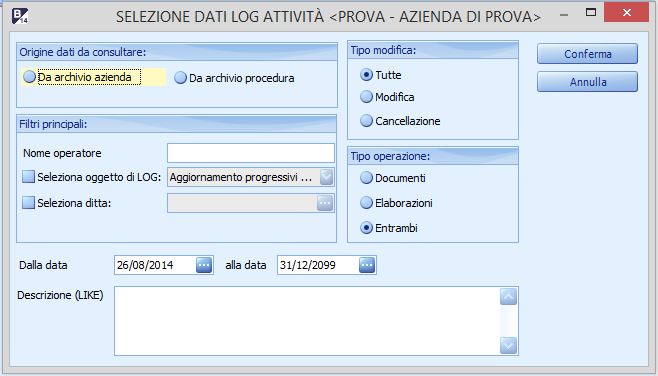 B
14
SELEZIONE DATI LOG ATTIVITÀ <PROVA - AZIENDA DI PROVA>
Origine dati da consultare:
Da archivio azienda
Da archivio procedura
Tipo modifica:
Tutte
Modifica
Cancellazione
Conferma
Annulla
Filtri principali:
Nome operatore
Seleziona oggetto di LOG:
Aggiornamento progressivi ...
Seleziona ditta:
Tipo operazione:
Documenti
Elaborazioni
Entrambi
Dalla data
26/08/2014
alla data
31/12/2099
Descrizione (LIKE)